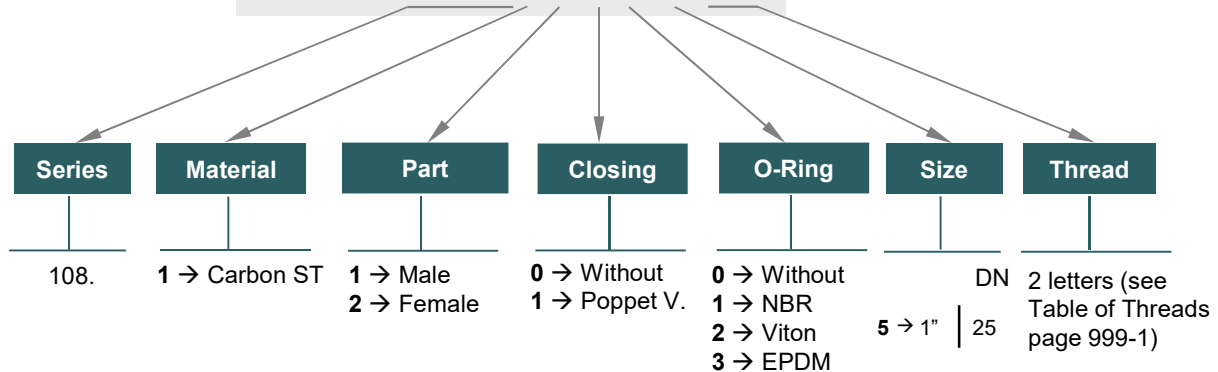 Series
Material
Part
Closing
O-Ring
Size
Thread
108.
1 → Carbon ST
1 → Male
2 → Female
0 → Without
1 → Poppet V.
0 → Without
1 → NBR
2 → Viton
3 → EPDM
DN
5 → 1” | 25
2 letters (see
Table of Threads
page 999-1)